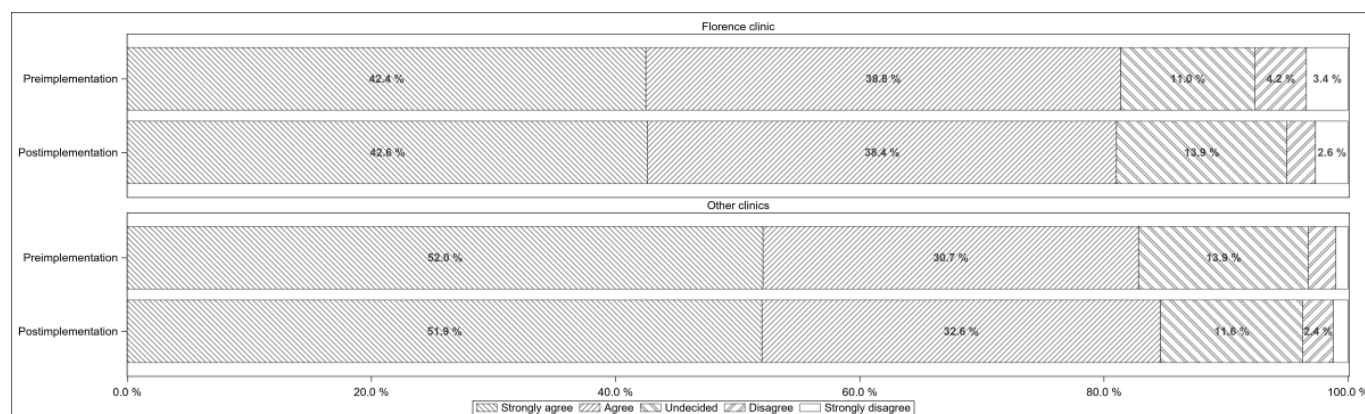 Florence clinic
Preimplementation
42.4 % 38.8 % 11.0 % 4.2 % 3.4 %
Postimplementation
42.6 % 38.4 % 13.9 % 2.6 %
Other clinics
Preimplementation
52.0 % 30.7 % 13.9 %
Postimplementation
51.9 % 32.6 % 11.6 % 2.4 %
0.0 % 20.0 % 40.0 % 60.0 % 80.0 % 100.0 %
Strongly agree Agree Undecided Disagree Strongly disagree